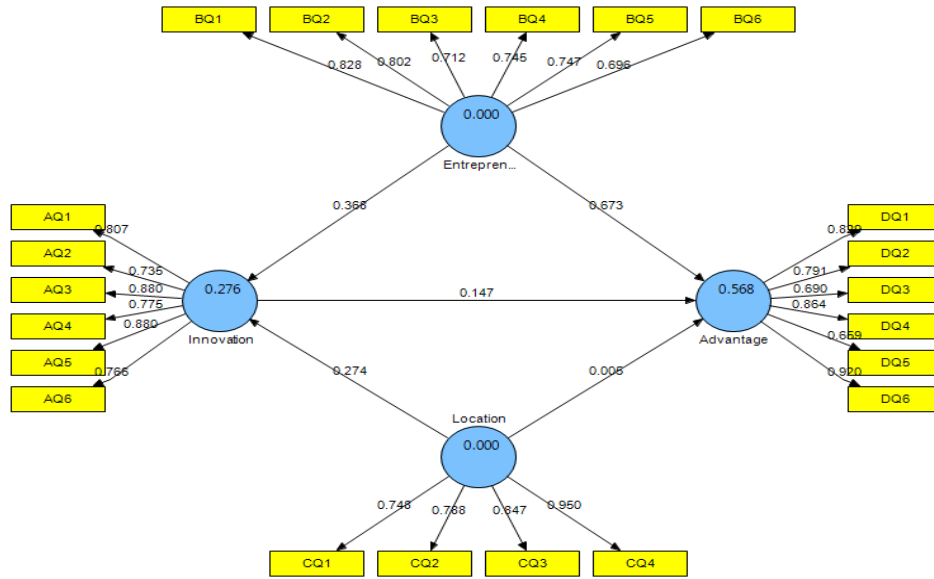 BQ1
BQ2
BQ3
BQ4
BQ5
BQ6
0.828
0.802
0.712
0.745
0.747
0.696
0.000
Entrepren...
0.673
AQ1
AQ2
AQ3
AQ4
AQ5
AQ6
0.807
0.735
0.880
0.775
0.880
0.766
0.276
Innovation
0.147
0.568
Advantage
0.791
0.690
0.864
0.659
0.920
DQ1
DQ2
DQ3
DQ4
DQ5
DQ6
0.274
0.005
Location
0.000
0.748
0.788
0.847
0.950
CQ1
CQ2
CQ3
CQ4